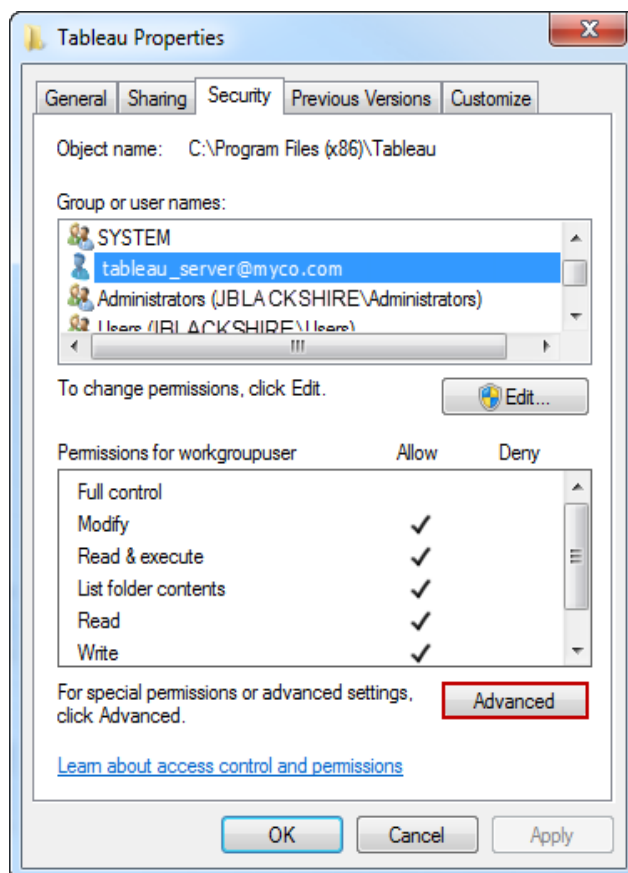 Tableau Properties
General Sharing Security Previous Versions Customize
Object name: C:\Program Files (x86)\Tableau
Group or user names:
SYSTEM
tableau_server@myco.com
Administrators (JBLACKSHIRE\Administrators)
Users (JBLACKSHIRE\Users)
To change permissions, click Edit.
Edit...
Permissions for workgroupuser Allow Deny
Full control
Modify
Read & execute
List folder contents
Read
Write
For special permissions or advanced settings,
click Advanced.
Advanced
Learn about access control and permissions
OK Cancel Apply